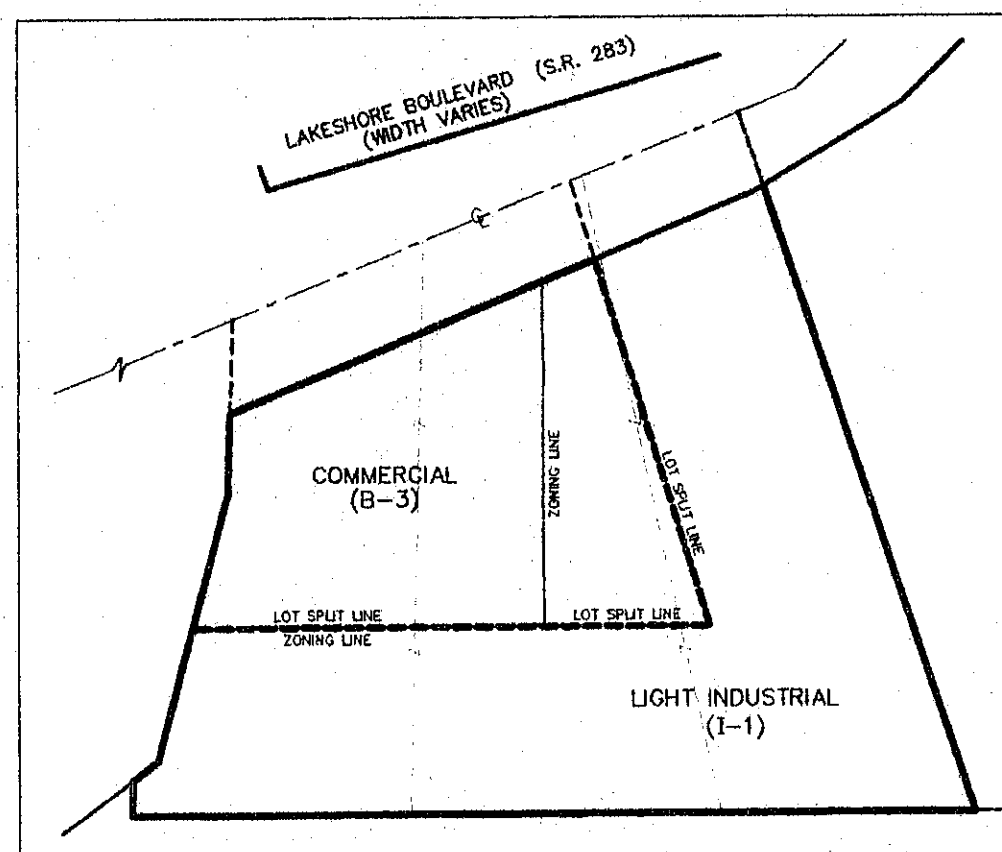 LAKESHORE BOULEVARD (S.R. 283)
(WIDTH VARIES)
CL
COMMERCIAL
(B-3)
ZONING LINE
LOT SPLIT LINE
LOT SPLIT LINE
ZONING LINE
LOT SPLIT LINE
LIGHT INDUSTRIAL
(I-1)